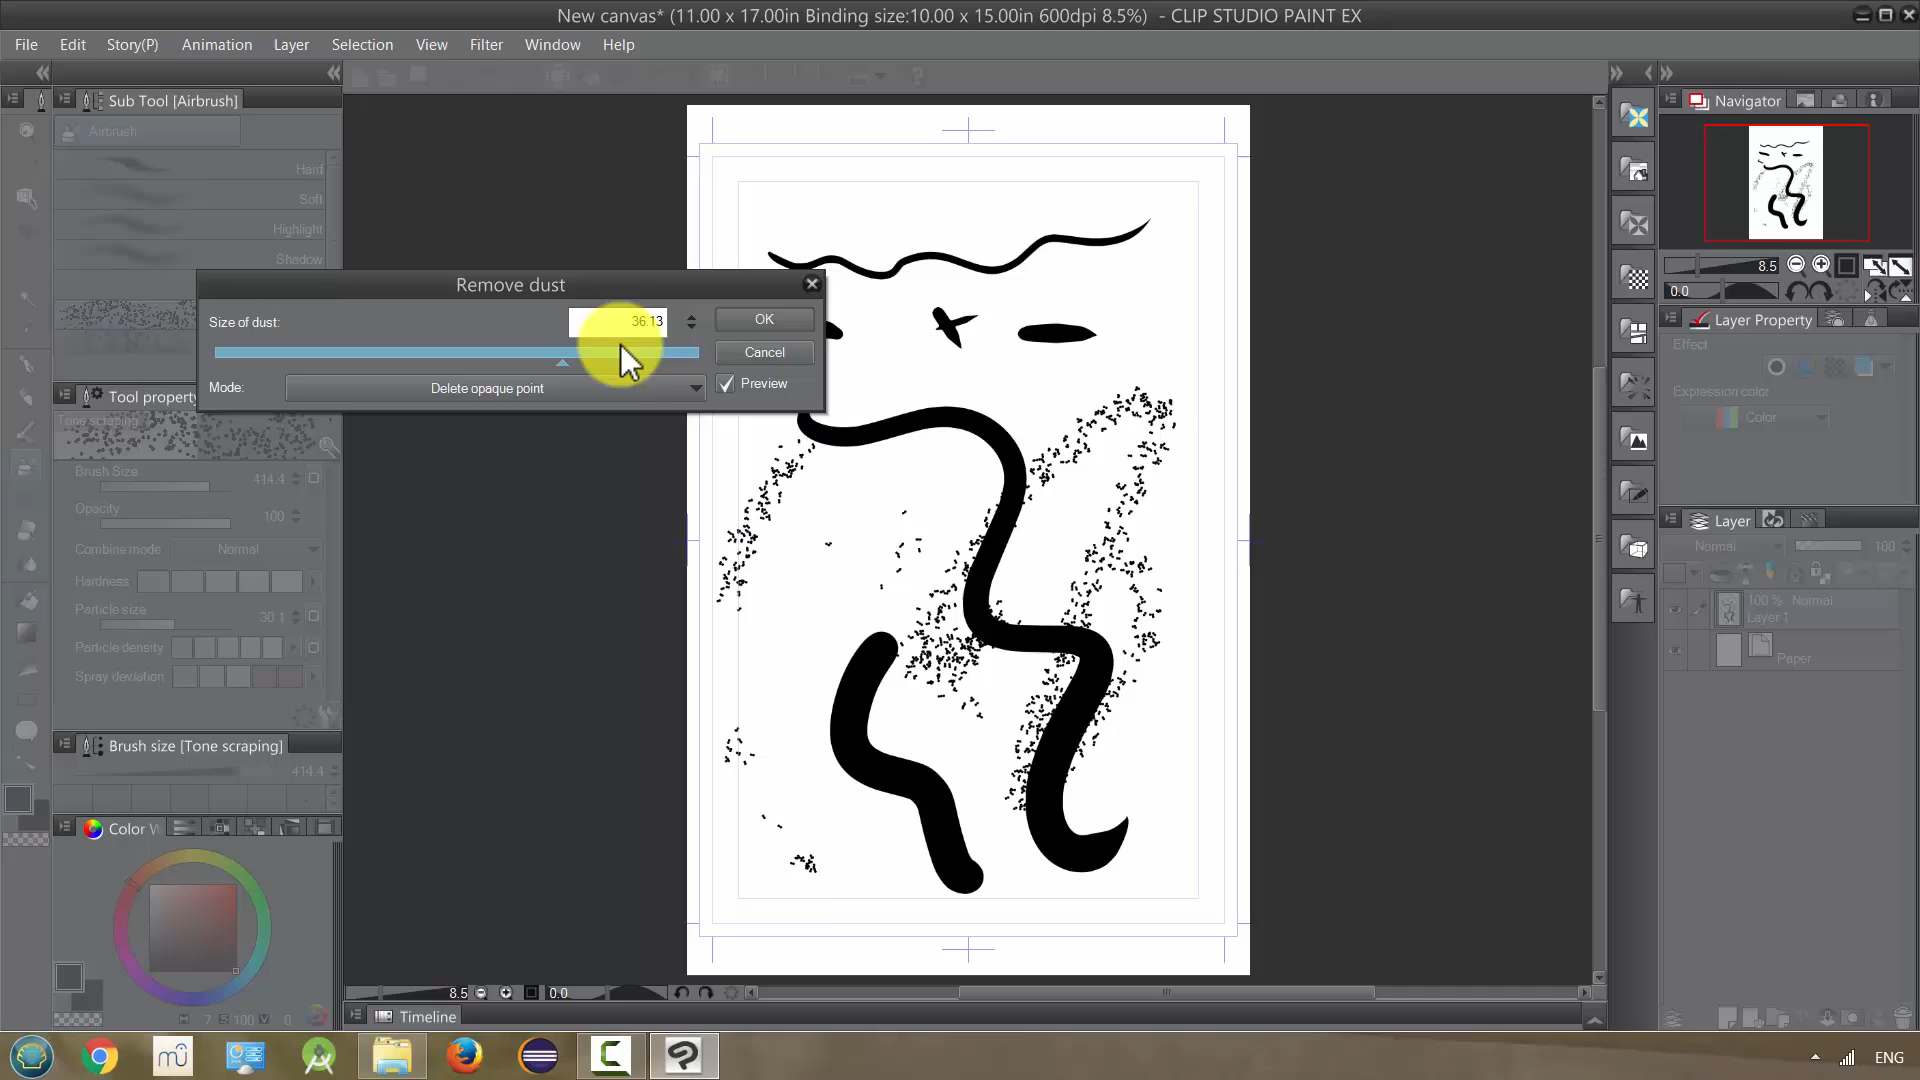 New canvas* (11.00 x 17.00in Binding size:10.00 x 15.00in 600dpi 8.5%) - CLIP STUDIO PAINT EX
File Edit Story(P) Animation Layer Selection View Filter Window Help
Sub Tool [Airbrush]
Airbrush
Hard
Soft
Highlight
Shadow
Remove dust
Size of dust:
36.13
OK
Cancel
Mode:
Delete opaque point
Preview
Tool property
Tone scraping
Brush Size
414.4
Opacity
100
Combine mode
Normal
Hardness
Particle size
30.1
Particle density
Spray deviation
Brush size [Tone scraping]
414.4
Color W
H 7 S 100 V 0
8.5
0.0
Timeline
Navigator
8.5
0.0
Layer Property
Effect
Expression color
Color
Layer
Normal
100
100 % Normal
Layer 1
Paper
ENG